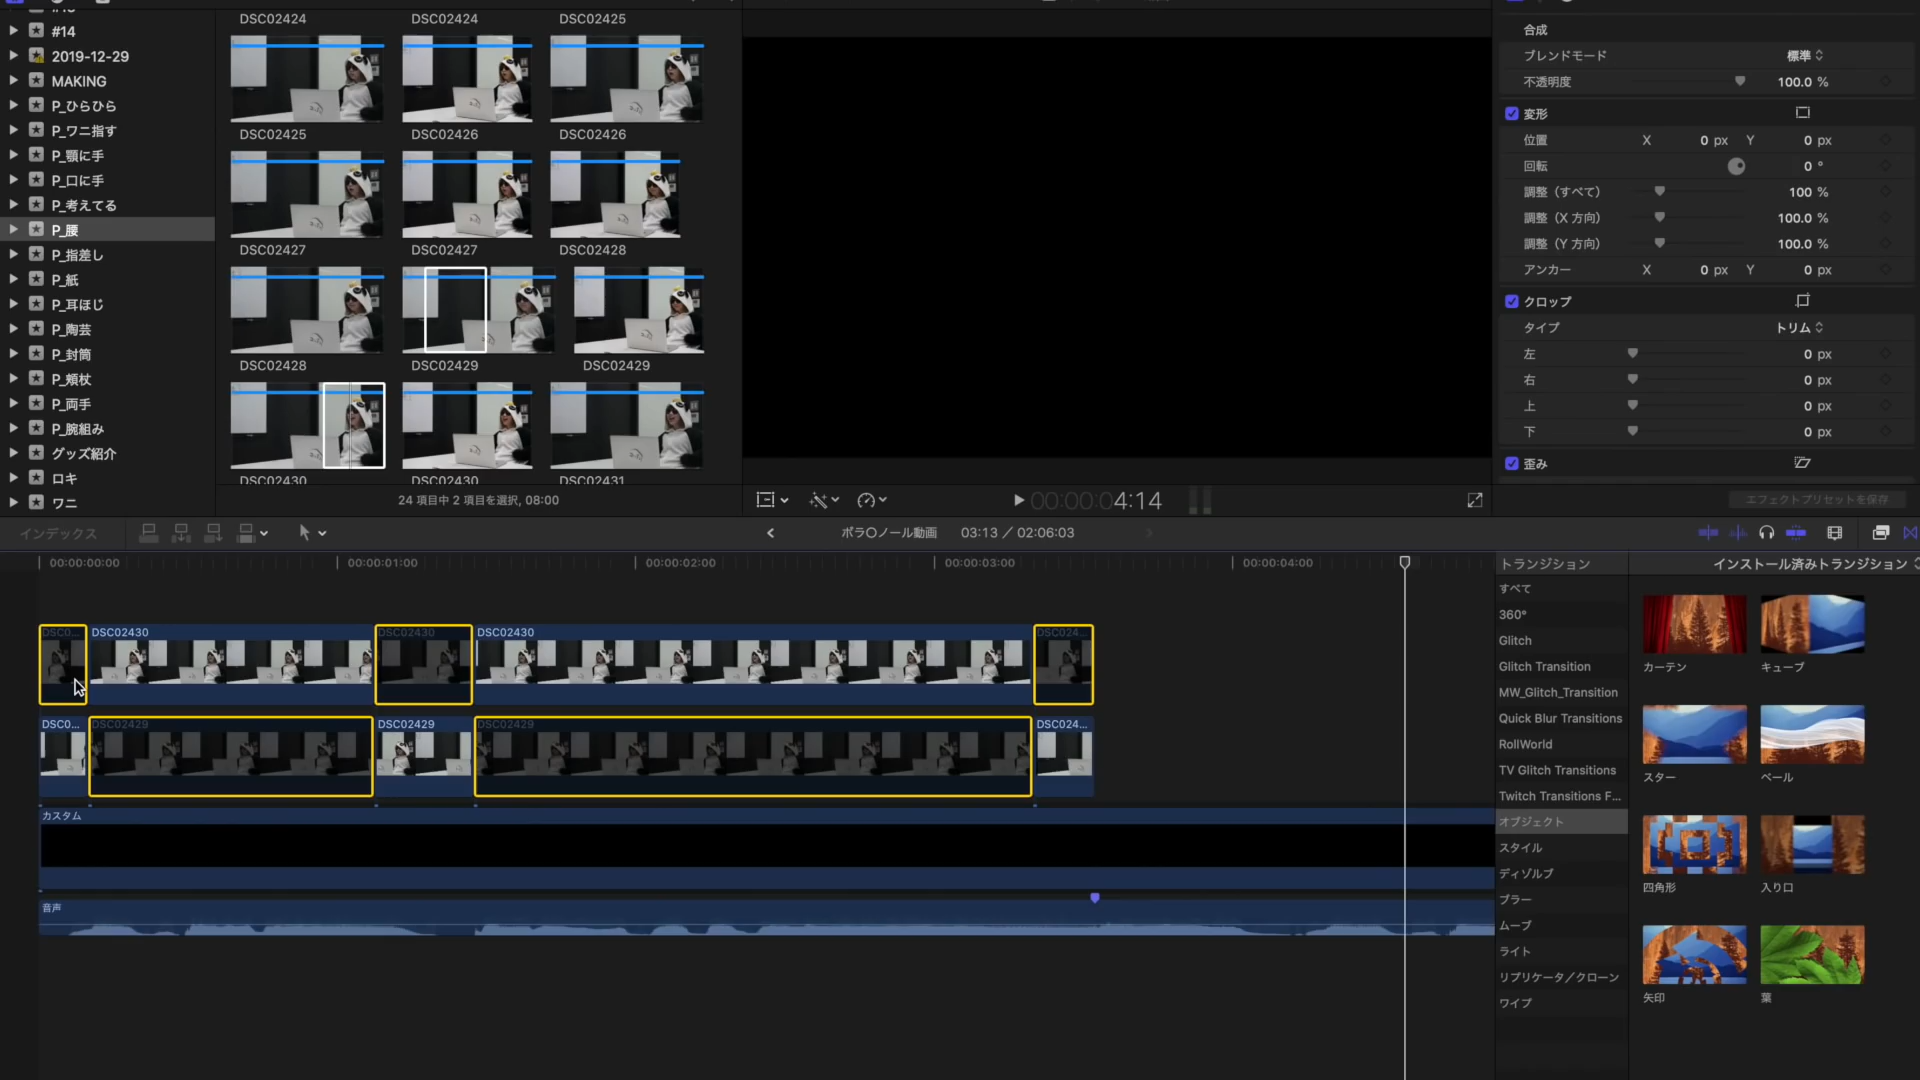 #14
2019-12-29
MAKING
P_ひらひら
P_ワニ指す
P_顎に手
P_口に手
P_考えてる
P_腰
P_指差し
P_紙
P_耳ほじ
P_陶芸
P_封筒
P_頬杖
P_両手
P_腕組み
グッズ紹介
ロキ
ワニ
DSC02424 DSC02424 DSC02425
DSC02425 DSC02426 DSC02426
DSC02427 DSC02427 DSC02428
DSC02428 DSC02429 DSC02429
DSC02430 DSC02430 DSC02431
24 項目中 2 項目を選択, 08:00
00:00:04:14
合成
ブレンドモード 標準
不透明度 100.0 %
変形
位置 X 0 px Y 0 px
回転 0 °
調整（すべて） 100 %
調整（X 方向） 100.0 %
調整（Y 方向） 100.0 %
アンカー X 0 px Y 0 px
クロップ
タイプ トリム
左 0 px
右 0 px
上 0 px
下 0 px
歪み
エフェクトプリセットを保存
インデックス
ボラ〇ノール動画 03:13 / 02:06:03
00:00:00:00 00:00:01:00 00:00:02:00 00:00:03:00 00:00:04:00
DSC0... DSC02430 DSC02430 DSC02430 DSC024...
DSC0... DSC02429 DSC02429 DSC02429 DSC024...
カスタム
音声
トランジション
すべて
360°
Glitch
Glitch Transition
MW_Glitch_Transition
Quick Blur Transitions
RollWorld
TV Glitch Transitions
Twitch Transitions F...
オブジェクト
スタイル
ディゾルブ
ブラー
ムーブ
ライト
リプリケータ／クローン
ワイプ
インストール済みトランジション
カーテン キューブ
スター ベール
四角形 入り口
矢印 葉